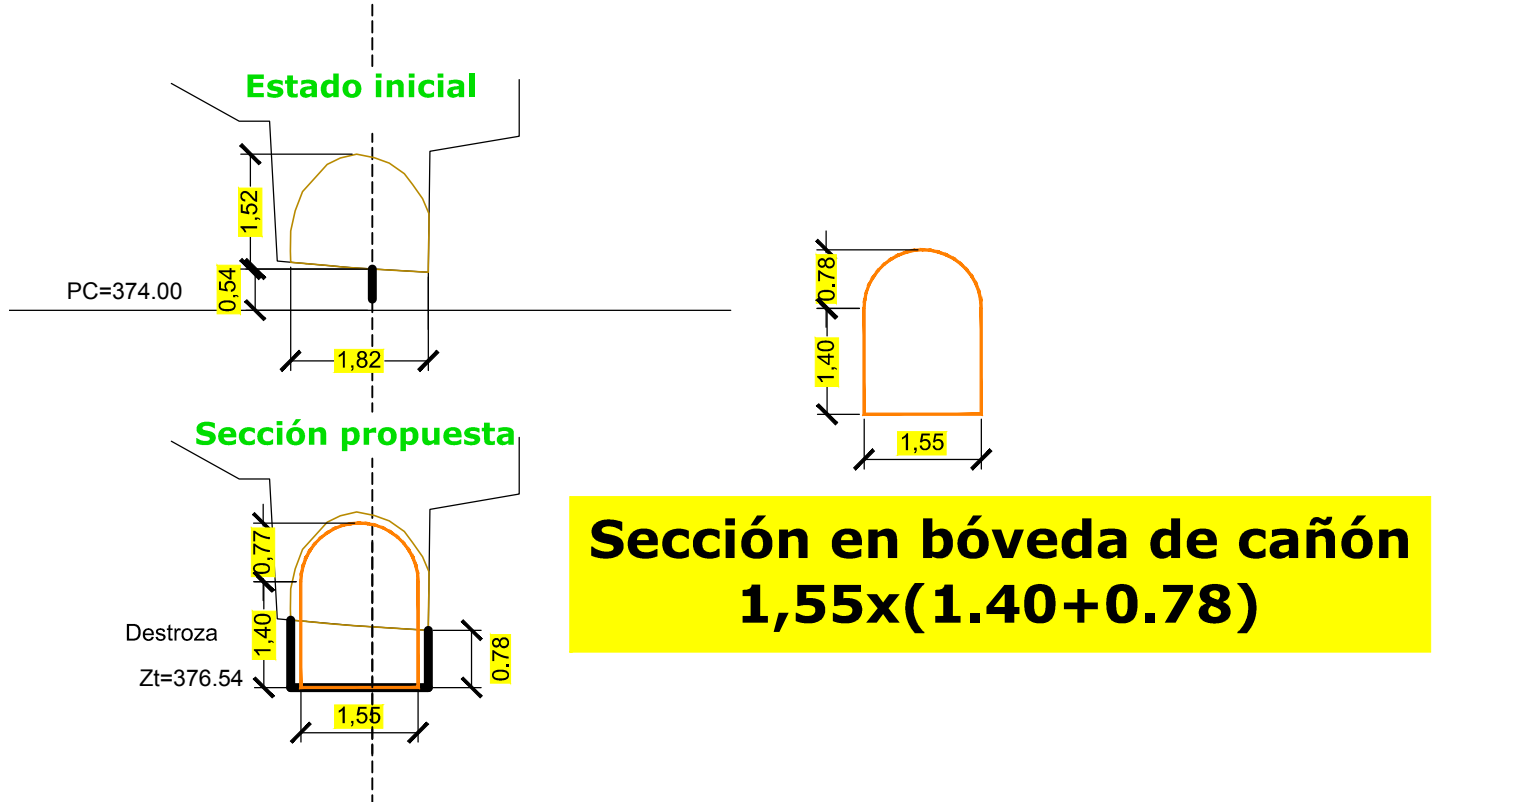 Estado inicial
1,52
0,54
PC=374.00
1,82
0.78
1,40
1,55
Sección propuesta
0,77
1,40
Destroza
Zt=376.54
0.78
1,55
Sección en bóveda de cañón
1,55x(1.40+0.78)